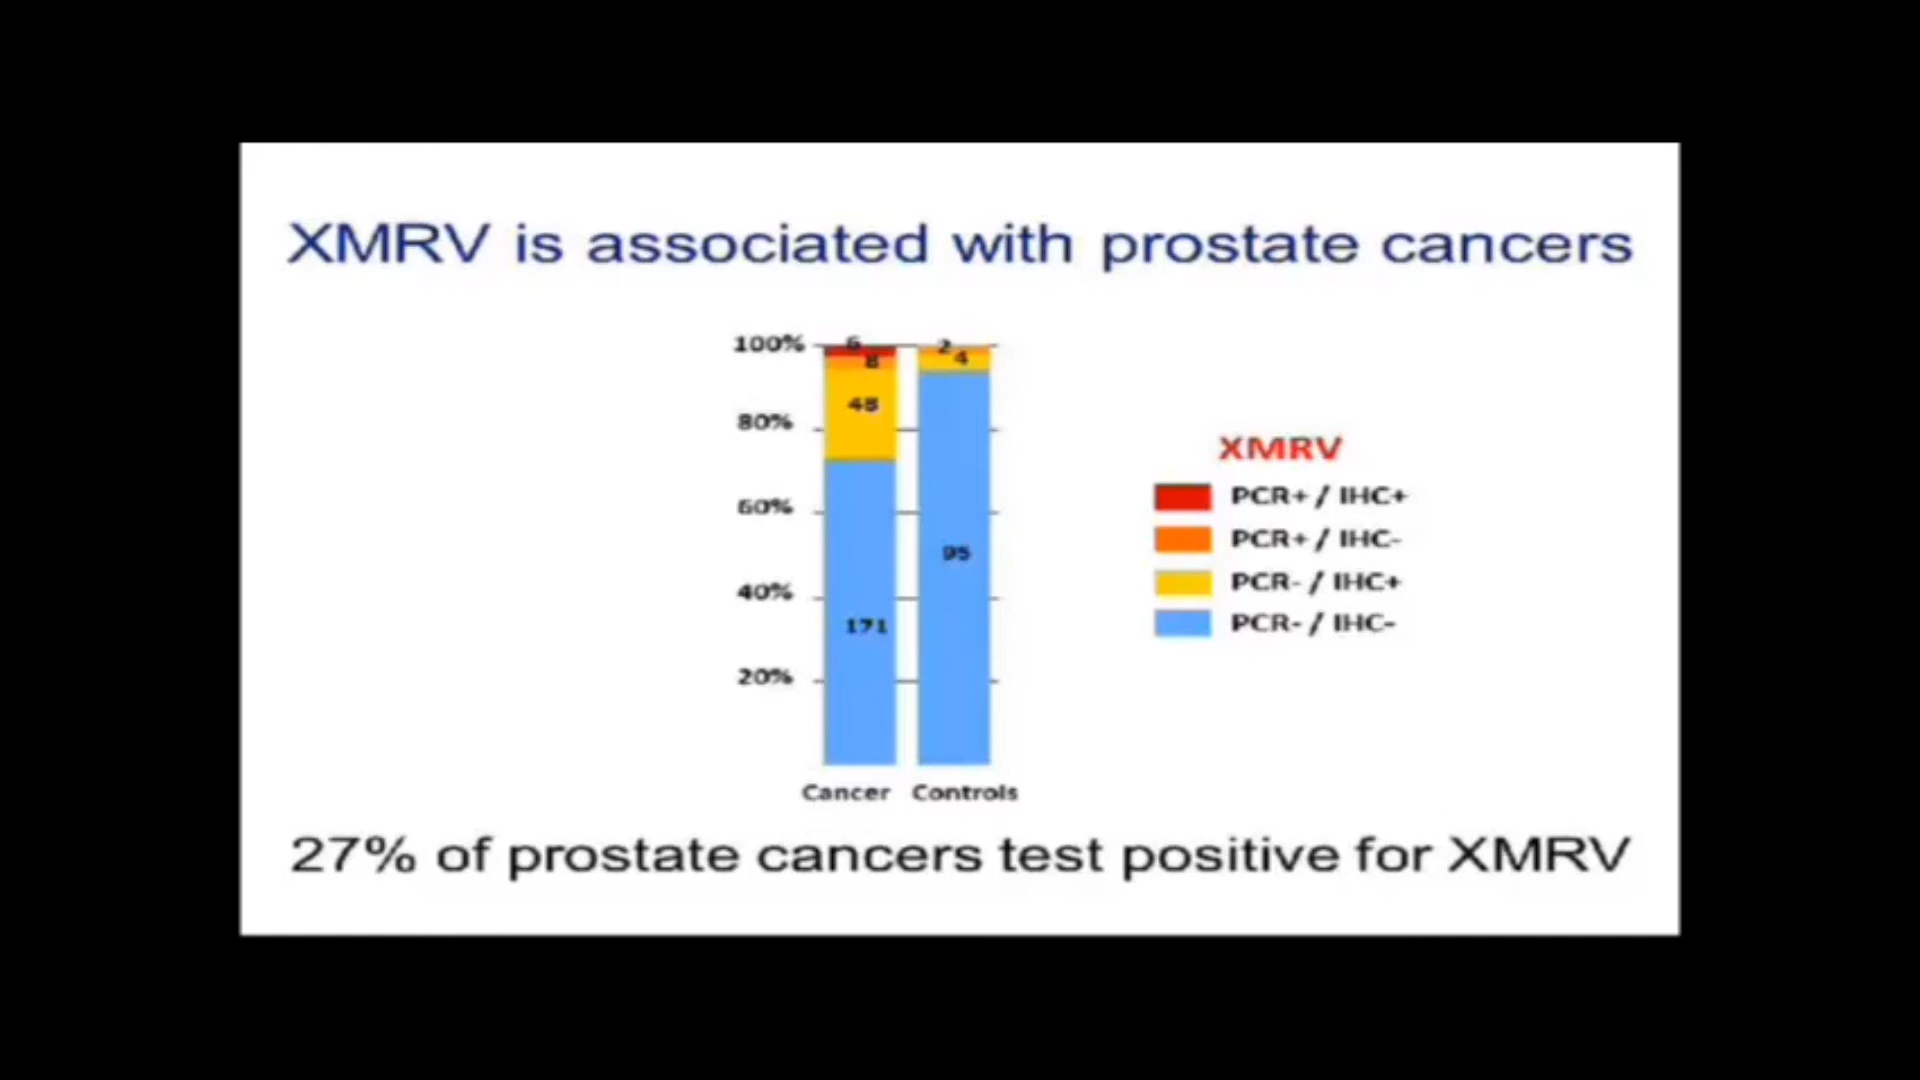 XMRV is associated with prostate cancers
100%
80%
60%
40%
20%
6
8
48
171
2
4
95
Cancer Controls
XMRV
PCR+ / IHC+
PCR+ / IHC-
PCR- / IHC+
PCR- / IHC-
27% of prostate cancers test positive for XMRV